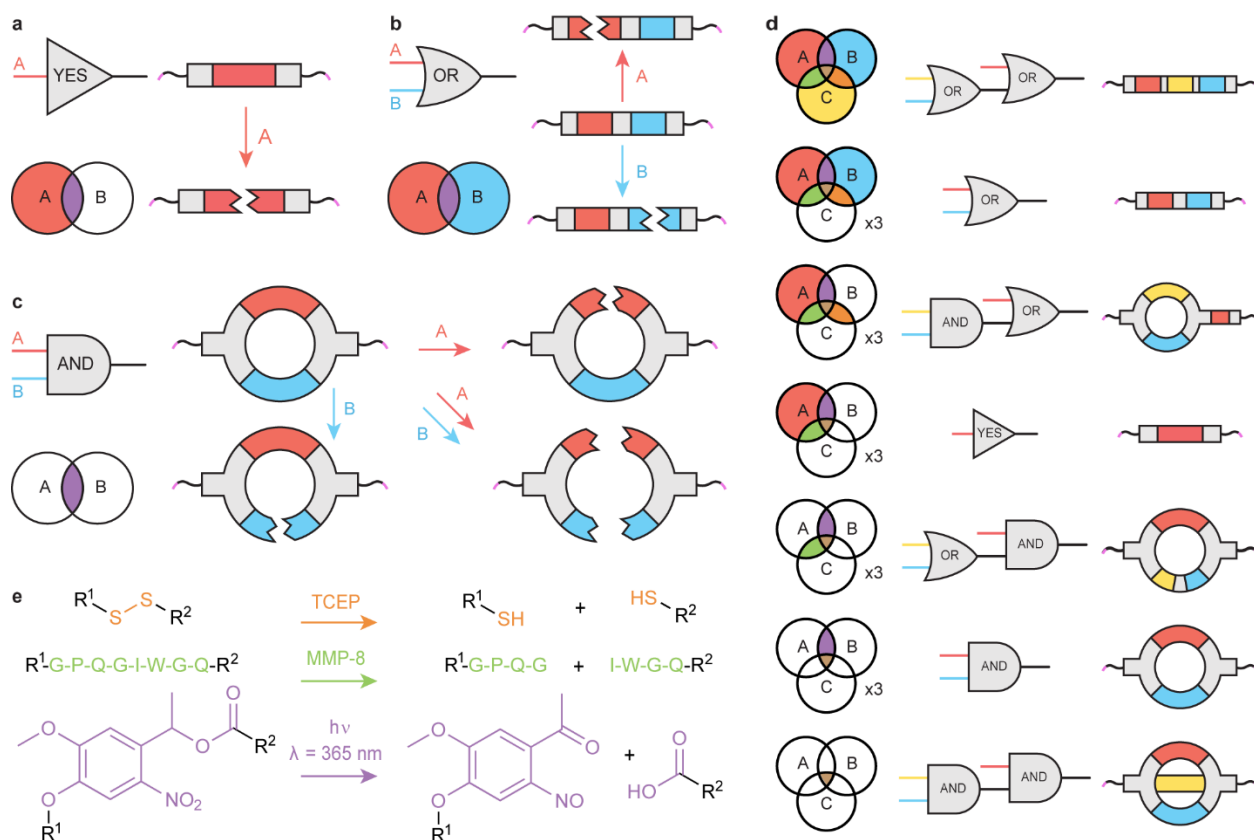 a
A
YES
A
A B
b
A
B
OR
A
B
A B
c
A
B
AND
A
B
A
B
A B
d
A B
C
OR
OR
A B
C
x3
OR
A B
C
x3
AND
OR
A B
C
x3
YES
A B
C
x3
OR
AND
A B
C
x3
AND
A B
C
AND
AND
e
R¹ S S R²
TCEP
R¹ SH + HS R²
R¹-G-P-Q-G-I-W-G-Q-R²
MMP-8
R¹-G-P-Q-G + I-W-G-Q-R²
O O O R² O NO₂ R¹
hν
λ = 365 nm
O O O NO R¹ + O HO R²